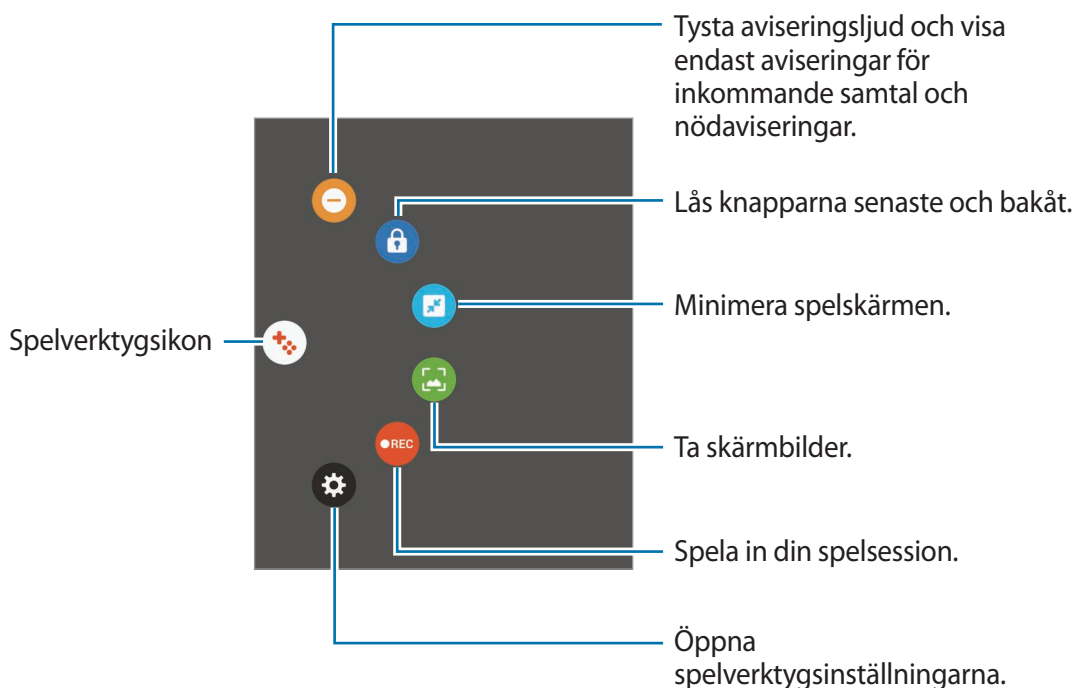 Tysta aviseringsljud och visa
endast aviseringar för
inkommande samtal och
nödaviseringar.
Lås knapparna senaste och bakåt.
Minimera spelskärmen.
Spelverktygsikon
REC
Ta skärmbilder.
Spela in din spelsession.
Öppna
spelverktygsinställningarna.